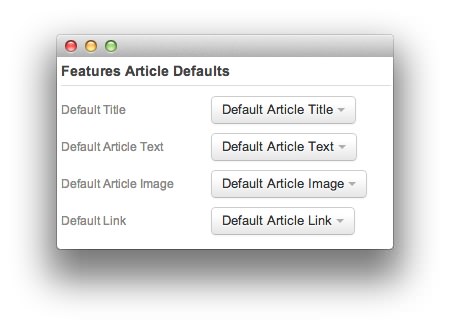 Features Article Defaults
Default Title Default Article Title
Default Article Text Default Article Text
Default Article Image Default Article Image
Default Link Default Article Link